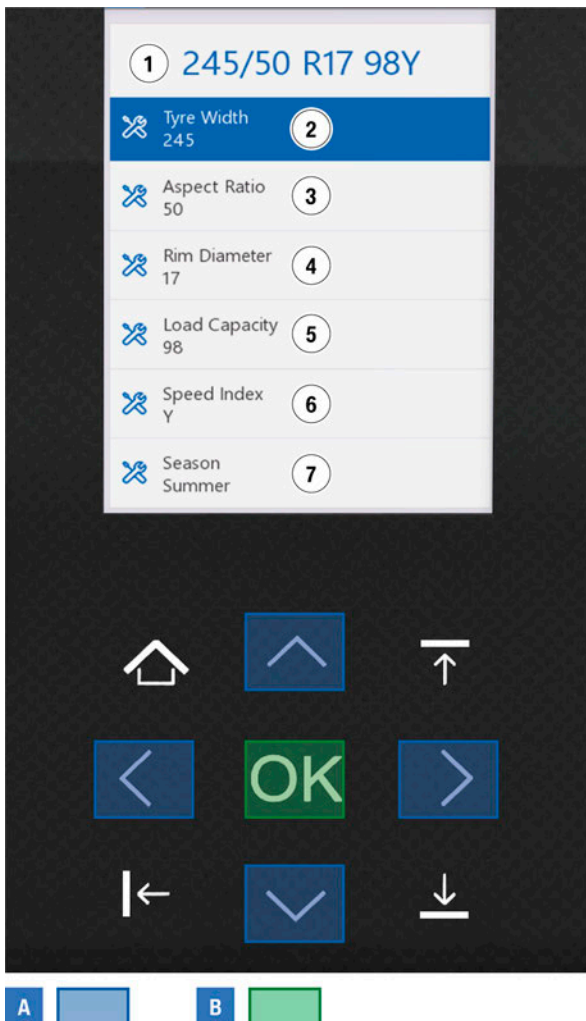 1 245/50 R17 98Y
Tyre Width 2
245
Aspect Ratio 3
50
Rim Diameter 4
17
Load Capacity 5
98
Speed Index 6
Y
Season 7
Summer
OK
A B